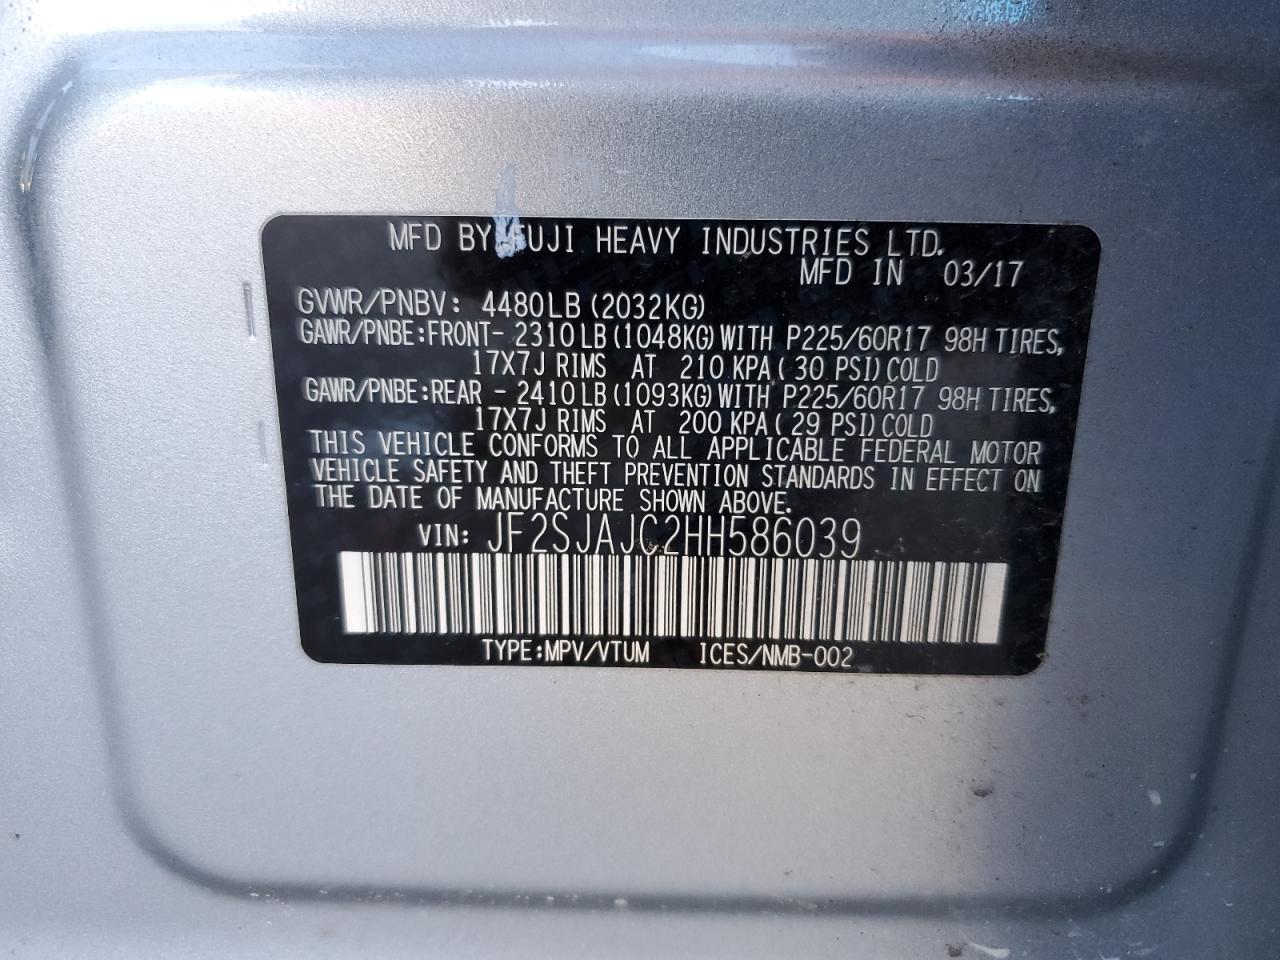 MFD BY FUJI HEAVY INDUSTRIES LTD.
MFD IN 03/17
GVWR/PNBV: 4480LB (2032KG)
GAWR/PNBE:FRONT- 2310LB(1048KG)WITH P225/60R17 98H TIRES,
17X7J RIMS AT 210 KPA(30 PSI)COLD
GAWR/PNBE:REAR - 2410LB(1093KG)WITH P225/60R17 98H TIRES,
17X7J RIMS AT 200 KPA(29 PSI)COLD
THIS VEHICLE CONFORMS TO ALL APPLICABLE FEDERAL MOTOR
VEHICLE SAFETY AND THEFT PREVENTION STANDARDS IN EFFECT ON
THE DATE OF MANUFACTURE SHOWN ABOVE.
VIN: JF2SJAJC2HH586039
TYPE:MPV/VTUM ICES/NMB-002